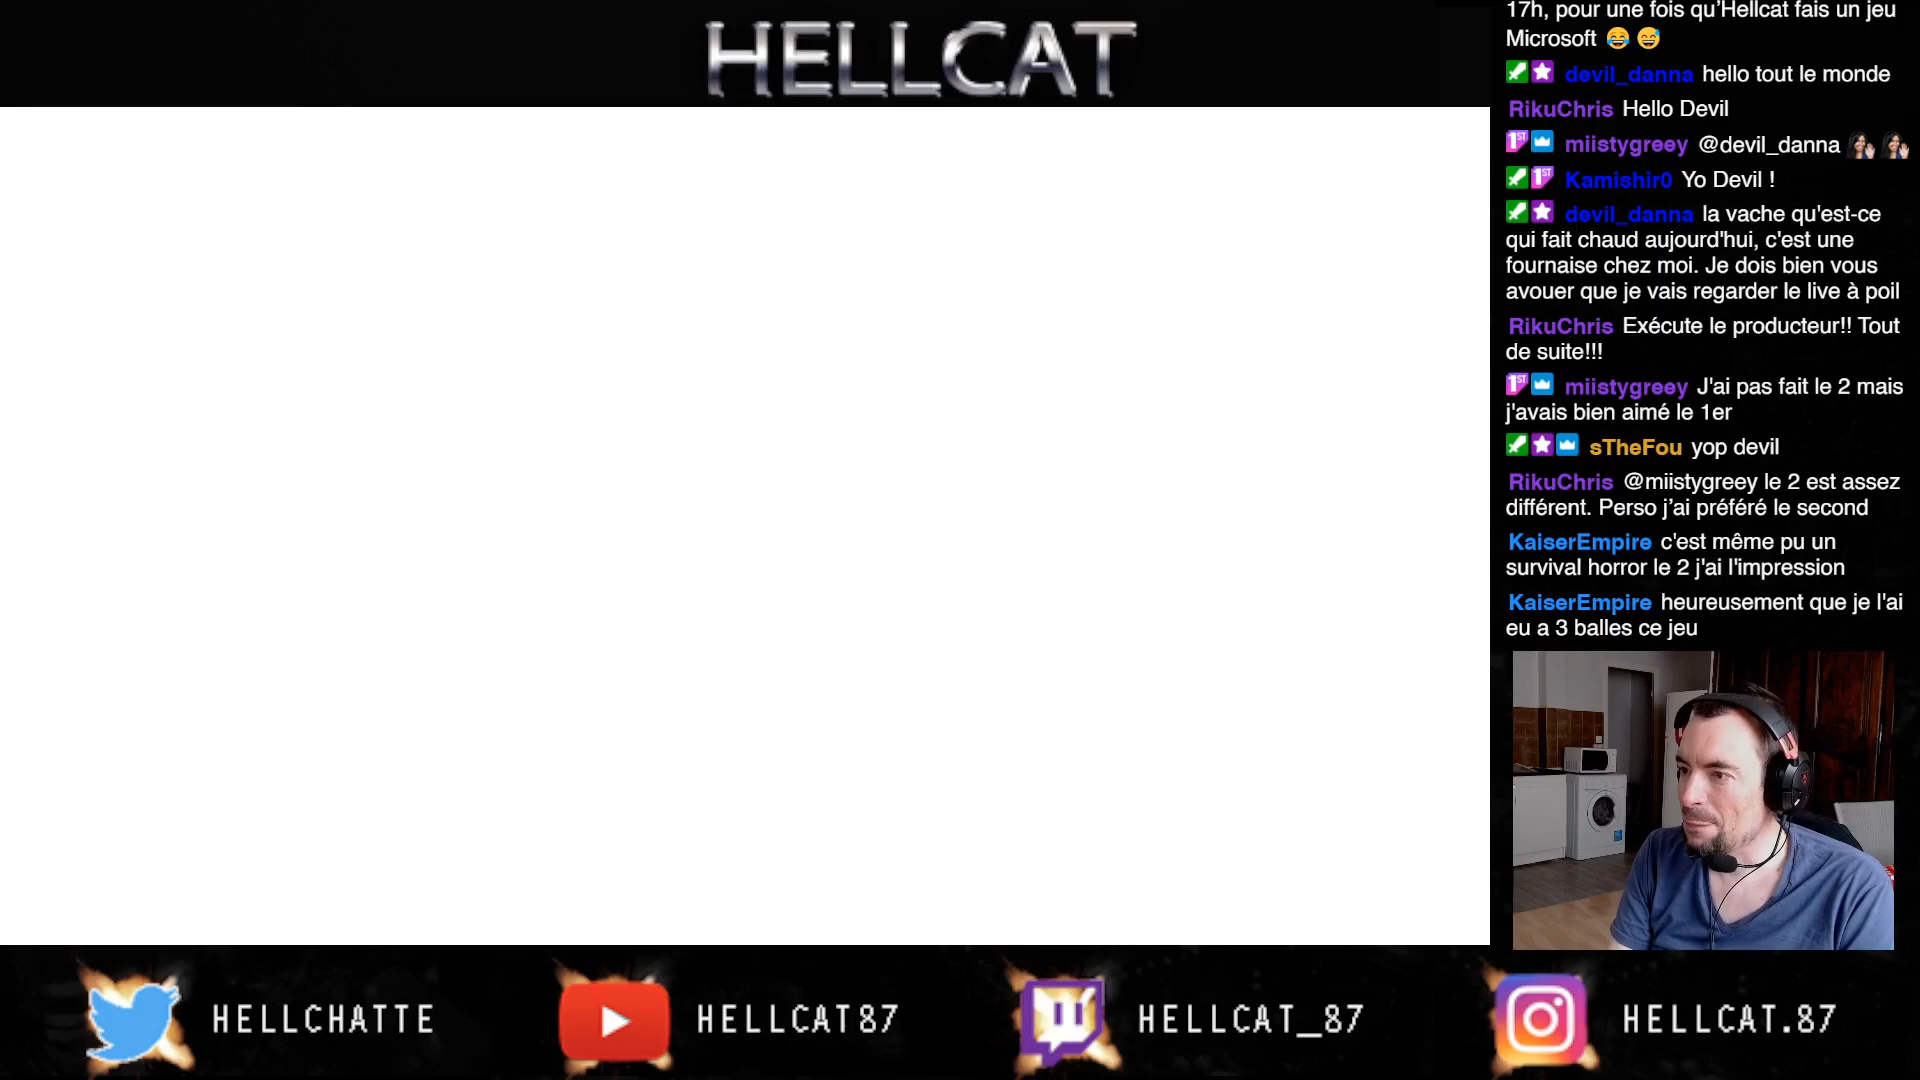 HELLCAT
17h, pour une fois qu'Hellcat fais un jeu
Microsoft 😂 😅
devil_danna hello tout le monde
RikuChris Hello Devil
1ST miistygreey @devil_danna
1ST Kamishir0 Yo Devil !
devil_danna la vache qu'est-ce
qui fait chaud aujourd'hui, c'est une
fournaise chez moi. Je dois bien vous
avouer que je vais regarder le live à poil
RikuChris Exécute le producteur!! Tout
de suite!!!
1ST miistygreey J'ai pas fait le 2 mais
j'avais bien aimé le 1er
sTheFou yop devil
RikuChris @miistygreey le 2 est assez
différent. Perso j’ai préféré le second
KaiserEmpire c'est même pu un
survival horror le 2 j'ai l'impression
KaiserEmpire heureusement que je l'ai
eu a 3 balles ce jeu
HELLCHATTE
HELLCAT87
HELLCAT_87
HELLCAT.87